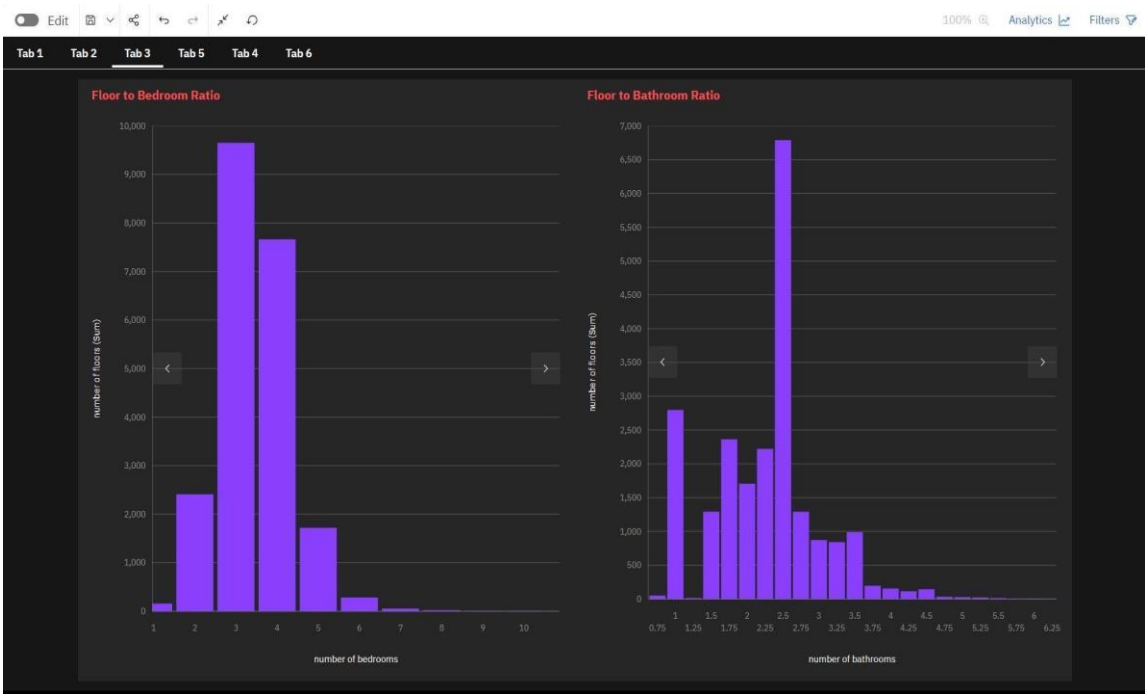 Edit
100%
Analytics
Filters
Tab 1 Tab 2 Tab 3 Tab 5 Tab 4 Tab 6
Floor to Bedroom Ratio
number of floors (Sum)
10,000
9,000
8,000
7,000
6,000
5,000
4,000
3,000
2,000
1,000
0
1 2 3 4 5 6 7 8 9 10
number of bedrooms
Floor to Bathroom Ratio
number of floors (Sum)
7,000
6,500
6,000
5,500
5,000
4,500
4,000
3,500
3,000
2,500
2,000
1,500
1,000
500
0
1 1.5 2 2.5 3 3.5 4 4.5 5 5.5 6
0.75 1.25 1.75 2.25 2.75 3.25 3.75 4.25 4.75 5.25 5.75 6.25
number of bathrooms